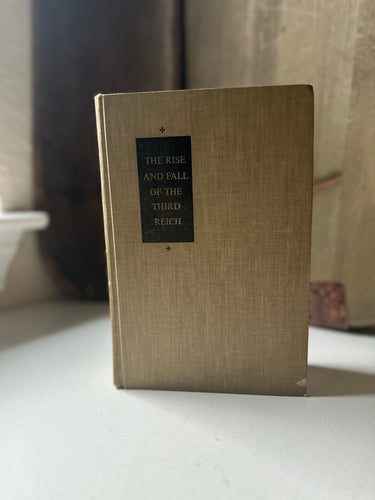 THE RISE
AND FALL
OF THE
THIRD
REICH